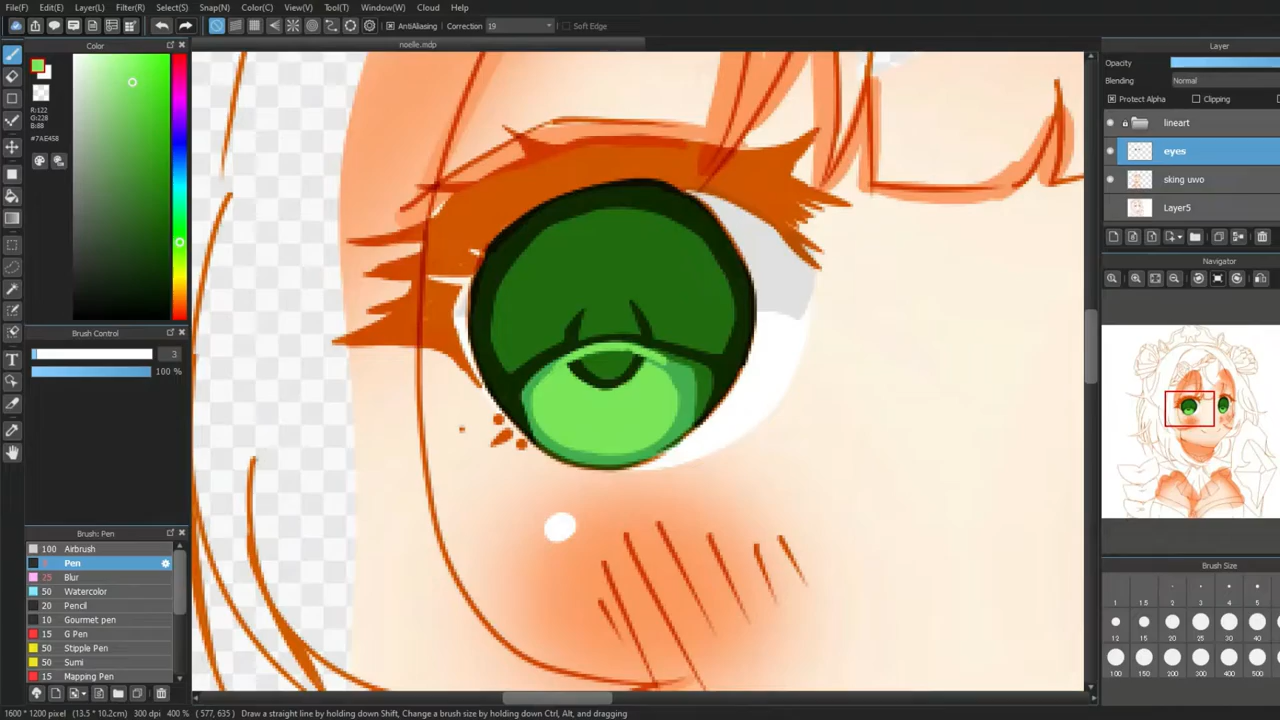 File(F) Edit(E) Layer(L) Filter(R) Select(S) Snap(N) Color(C) View(V) Tool(T) Window(W) Cloud Help
AntiAliasing Correction 19 Soft Edge
noelle.mdp
Color
R:122
G:228
B:88
#7AE458
Brush Control
3
100 %
Brush: Pen
100 Airbrush
Pen
25 Blur
50 Watercolor
20 Pencil
10 Gourmet pen
15 G Pen
50 Stipple Pen
50 Sumi
15 Mapping Pen
Layer
Opacity
Blending Normal
Protect Alpha Clipping
lineart
eyes
sking uwo
Layer5
Navigator
Brush Size
1 1.5 2 3 4 5
12 15 20 25 30 40
100 150 200 300 400 500
1600 * 1200 pixel (13.5 * 10.2cm) 300 dpi 400 % ( 577, 635 ) Draw a straight line by holding down Shift, Change a brush size by holding down Ctrl, Alt, and dragging